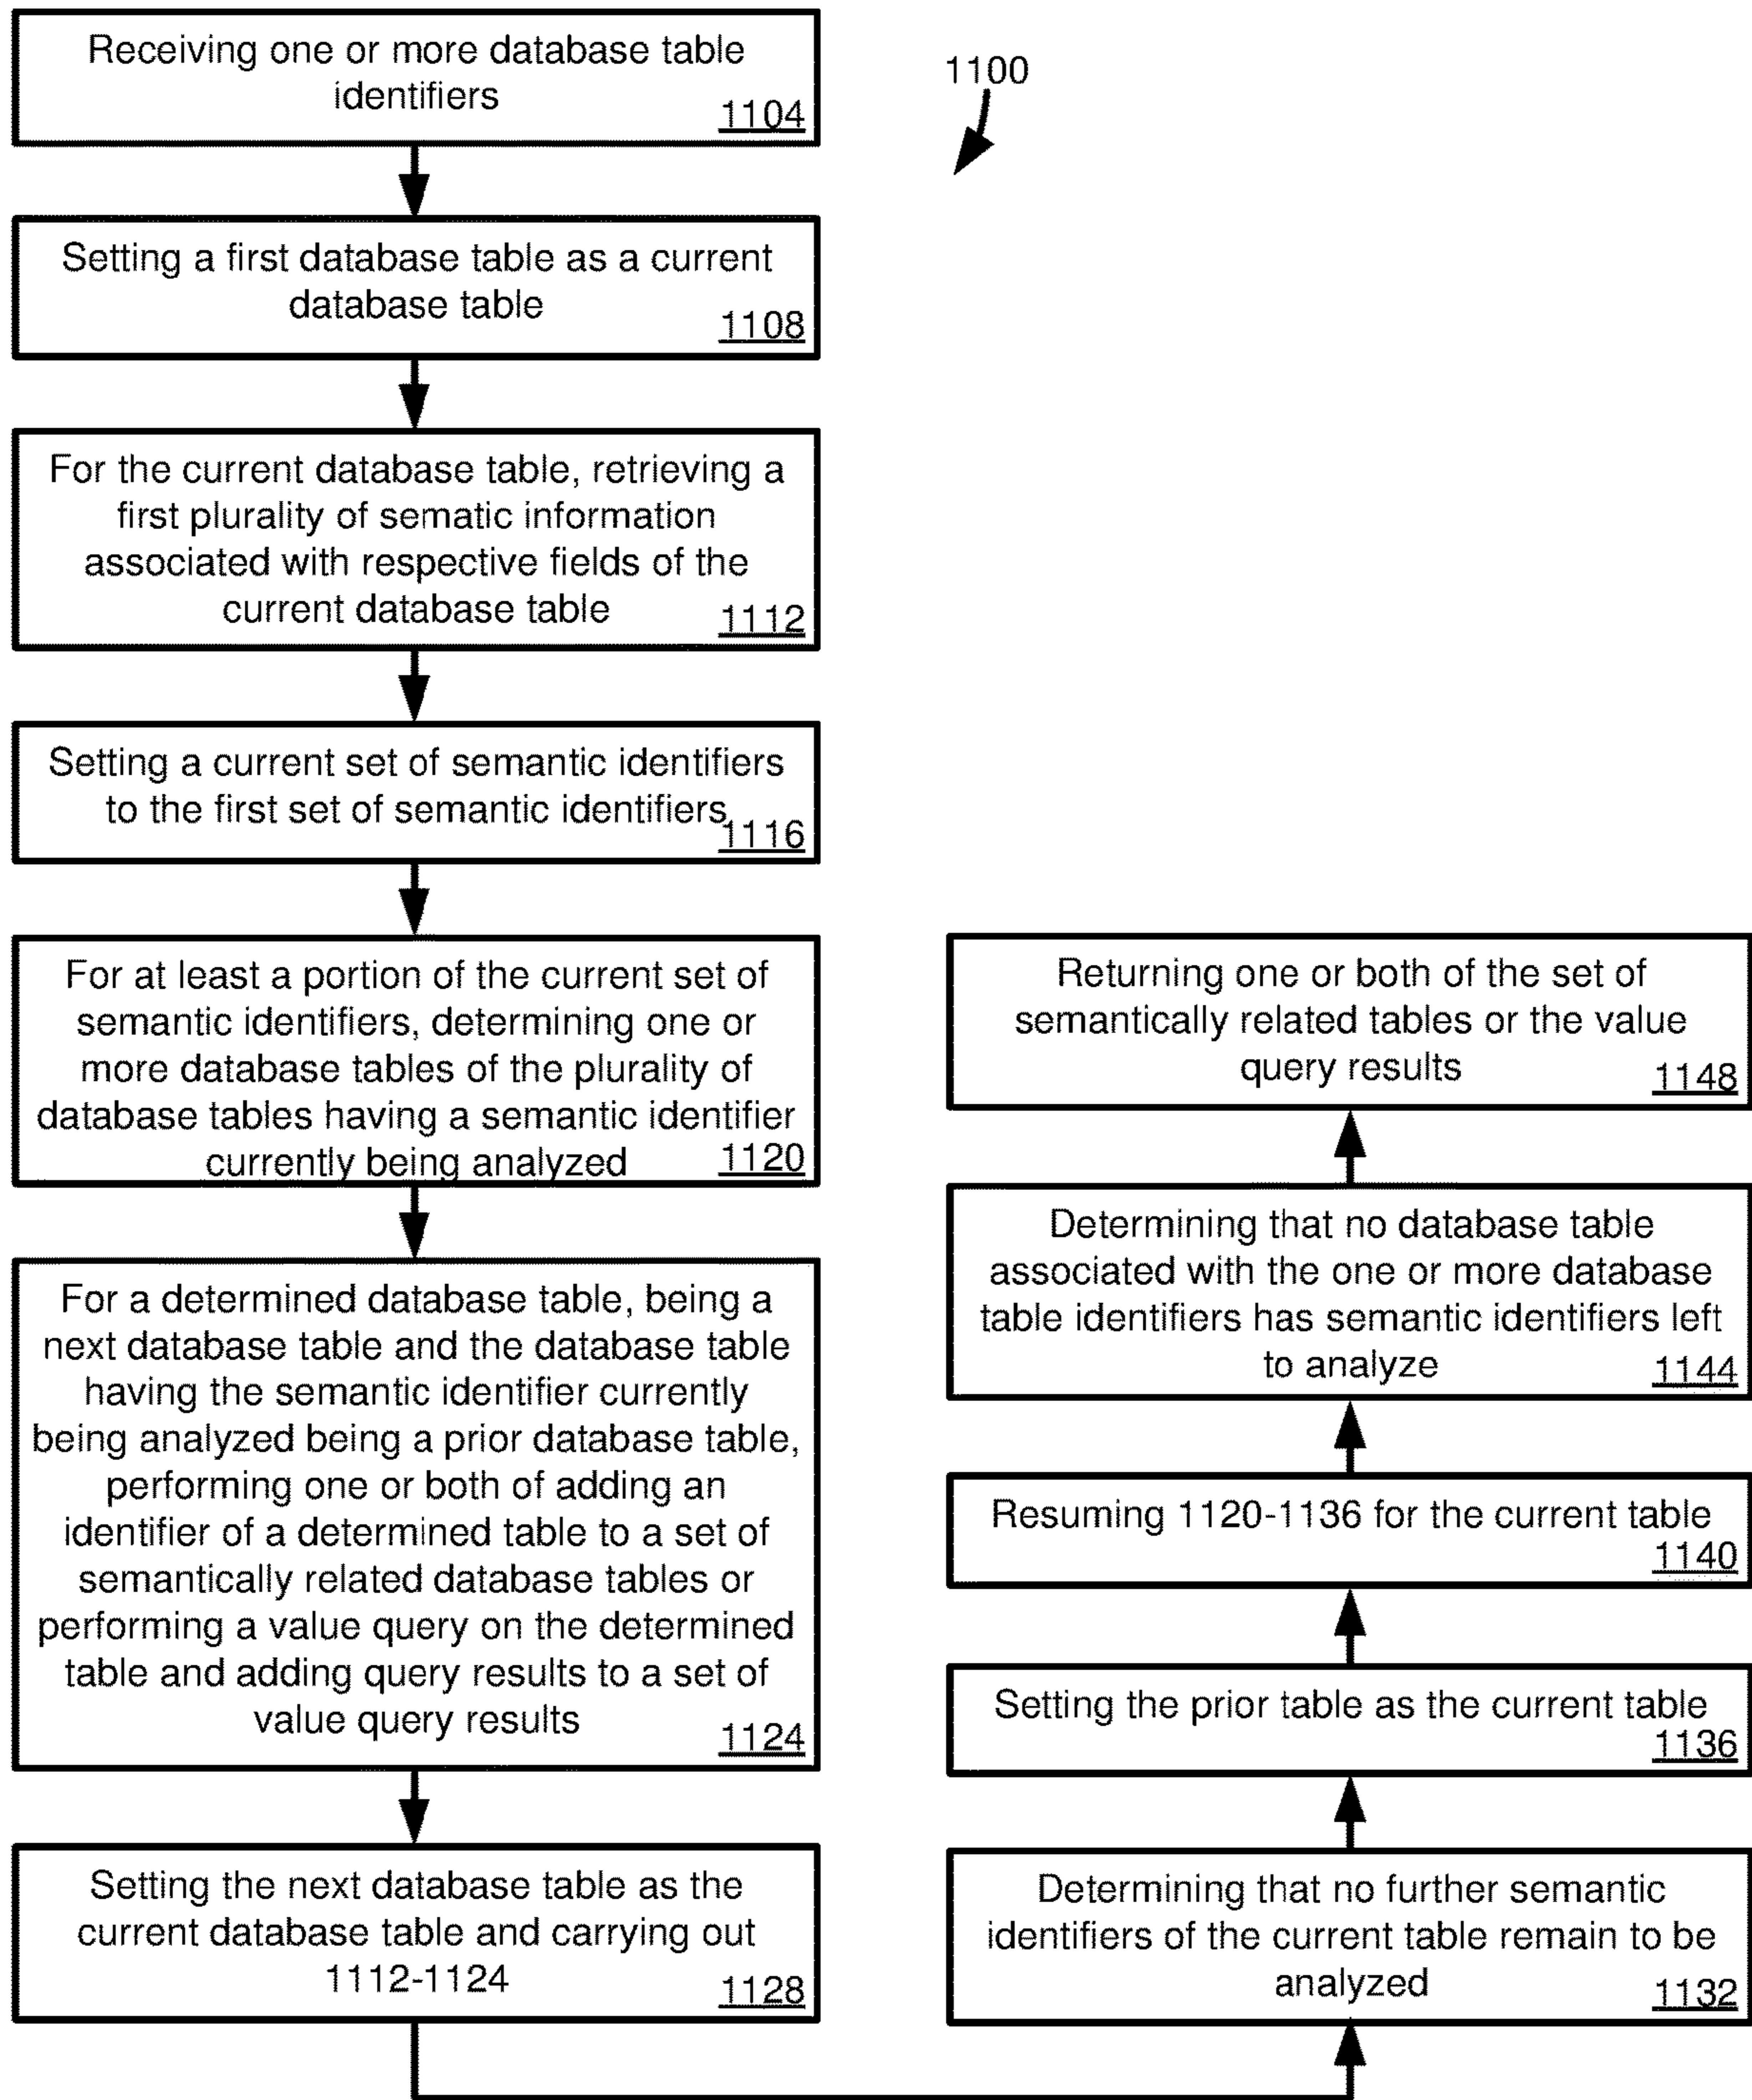 Receiving one or more database table
identifiers
1104
1100
Setting a first database table as a current
database table
1108
For the current database table, retrieving a
first plurality of sematic information
associated with respective fields of the
current database table
1112
Setting a current set of semantic identifiers
to the first set of semantic identifiers
1116
For at least a portion of the current set of
semantic identifiers, determining one or
more database tables of the plurality of
database tables having a semantic identifier
currently being analyzed
1120
For a determined database table, being a
next database table and the database table
having the semantic identifier currently
being analyzed being a prior database table,
performing one or both of adding an
identifier of a determined table to a set of
semantically related database tables or
performing a value query on the determined
table and adding query results to a set of
value query results
1124
Setting the next database table as the
current database table and carrying out
1112-1124
1128
Determining that no further semantic
identifiers of the current table remain to be
analyzed
1132
Setting the prior table as the current table
1136
Resuming 1120-1136 for the current table
1140
Determining that no database table
associated with the one or more database
table identifiers has semantic identifiers left
to analyze
1144
Returning one or both of the set of
semantically related tables or the value
query results
1148